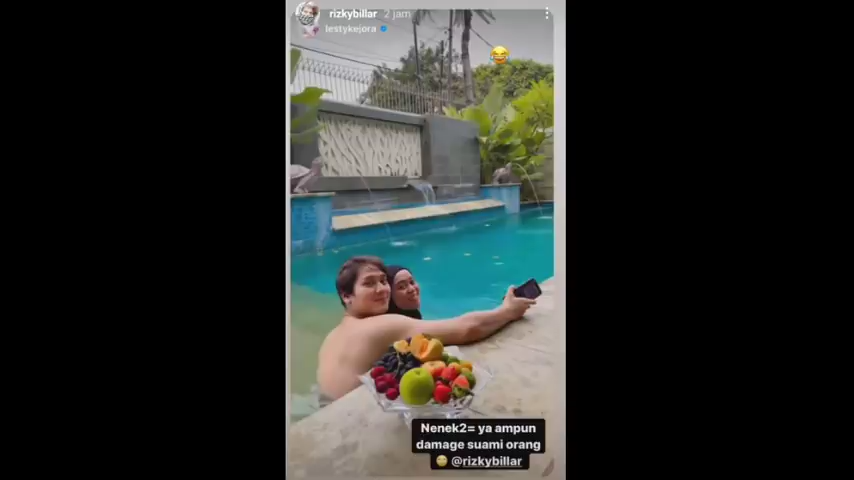 rizkybillar 2 jam
lestykejora
Nenek2= ya ampun
damage suami orang
@rizkybillar